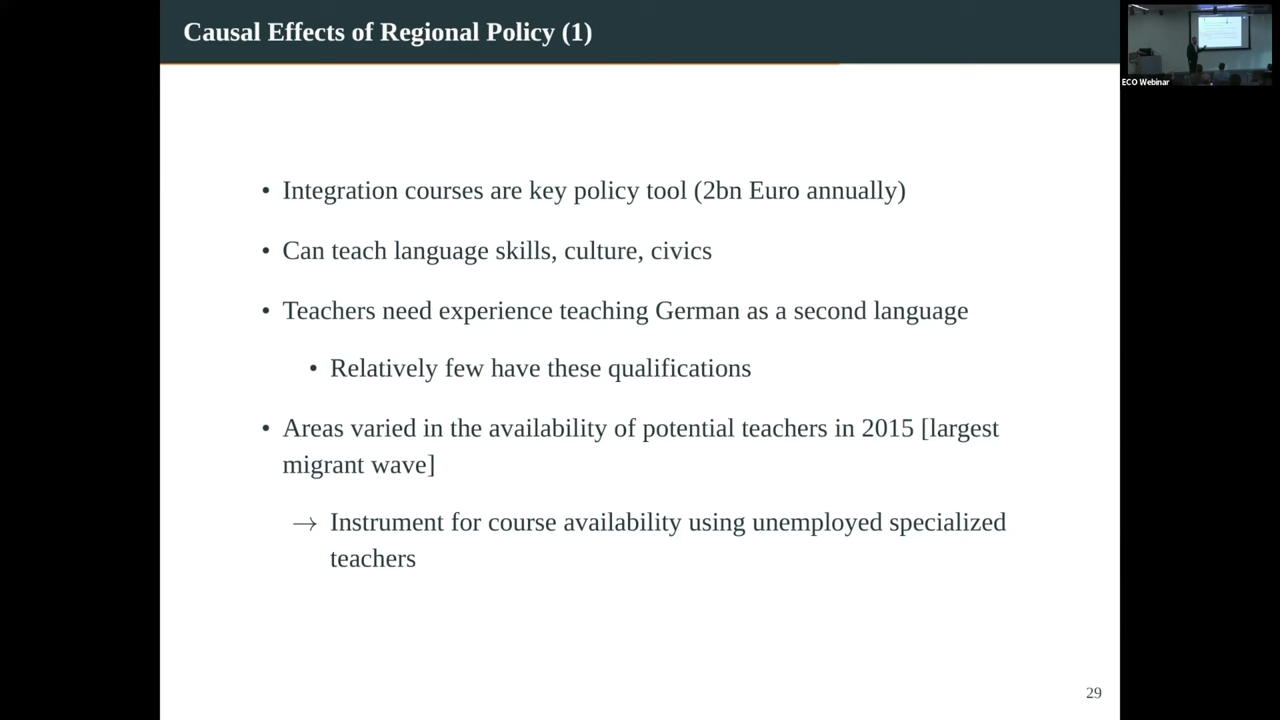 Causal Effects of Regional Policy (1)
ECO Webinar
• Integration courses are key policy tool (2bn Euro annually)
• Can teach language skills, culture, civics
• Teachers need experience teaching German as a second language
• Relatively few have these qualifications
• Areas varied in the availability of potential teachers in 2015 [largest
migrant wave]
→ Instrument for course availability using unemployed specialized
teachers
29